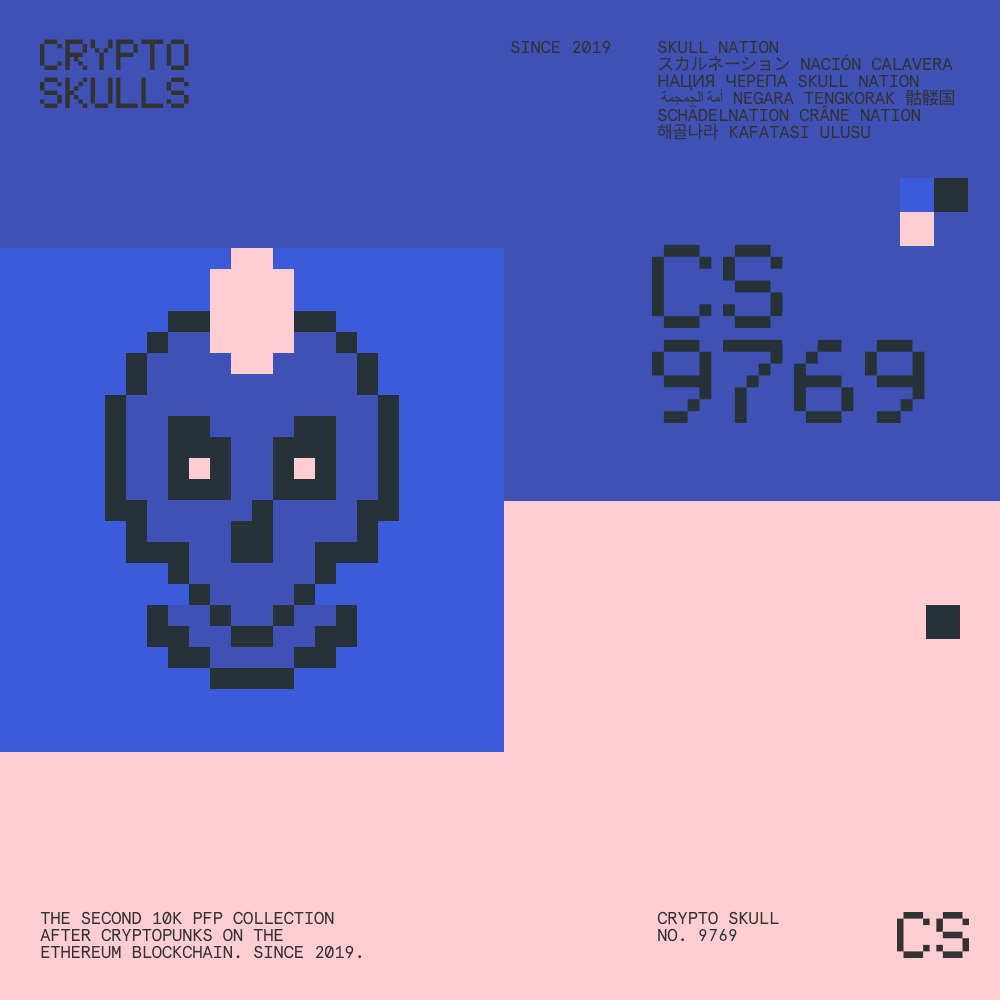 CRYPTO
SKULLS
SINCE 2019
SKULL NATION
スカルネーション NACIÓN CALAVERA
НАЦИЯ ЧЕРЕПА SKULL NATION
أمة الجمجمة NEGARA TENGKORAK 骷髅国
SCHÄDELNATION CRÂNE NATION
해골나라 KAFATASI ULUSU
CS
9769
THE SECOND 10K PFP COLLECTION
AFTER CRYPTOPUNKS ON THE
ETHEREUM BLOCKCHAIN. SINCE 2019.
CRYPTO SKULL
NO. 9769
CS